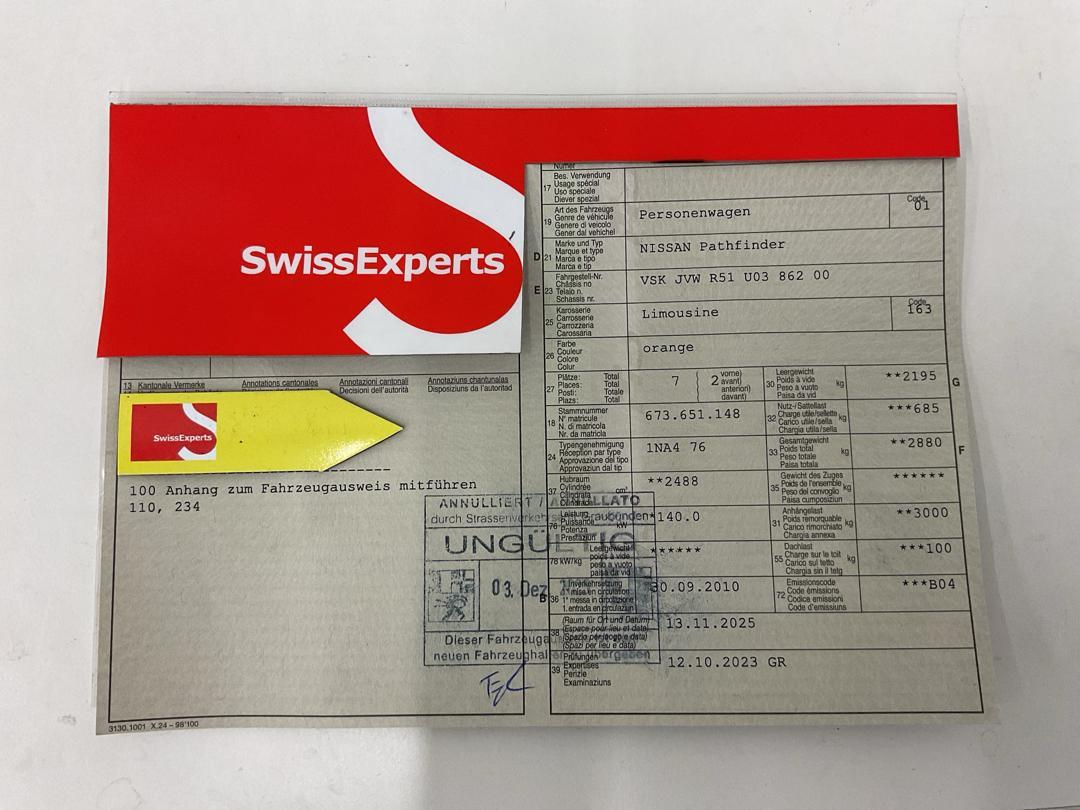 SwissExperts
13 Kantonale Vermerke Annotations cantonales Annotazioni cantonali Annotaziuns chantunalas
Décisions de l'autorité Decisioni dell'autorità Disposiziuns da l'autoritad
SwissExperts
100 Anhang zum Fahrzeugausweis mitführen
110, 234
ANNULLIERT / ANNULLATO
durch Strassenverkehrsamt Graubünden
UNGÜLTIG
03. Dez.
Dieser Fahrzeugausweis
neuen Fahrzeughalter zu übergeben
3130.1001 X.24 – 98'100
17 Bes. Verwendung
Usage spécial
Uso speciale
Diever spezial
19 Art des Fahrzeugs Personenwagen Code 01
Genre de véhicule
Genere di veicolo
Gener dal vehichel
D 21 Marke und Typ NISSAN Pathfinder
Marque et type
Marca e tipo
Marca e tip
E 23 Fahrgestell-Nr. VSK JVW R51 U03 862 00
Châssis no
Telaio n.
Schassis nr.
25 Karosserie Limousine Code 163
Carrosserie
Carrozzeria
Carossaria
26 Farbe orange
Couleur
Colore
Colur
27 Plätze: Total 7 2 vorne)
Places: Total avant)
Posti: Totale anteriori)
Plazs: Total davant)
30 Leergewicht kg **2195 G
Poids à vide
Peso a vuoto
Paisa da vid
18 Stammnummer 673.651.148
N° matricule
N. di matricola
Nr. da matricla
32 Nutz-/Sattellast kg ***685
Charge utile/sellette
Carico utile/sella
Chargia utila/sella
24 Typengenehmigung 1NA4 76
Réception par type
Approvazione del tipo
Approvaziun dal tip
33 Gesamtgewicht kg **2880 F
Poids total
Peso totale
Paisa totala
37 Hubraum cm³ **2488
Cylindrée
Cilindrata
35 Gewicht des Zuges kg ******
Poids de l'ensemble
Peso del convoglio
Paisa cumposiziun
76 Leistung kW *140.0
Puissance
Potenza
Prestaziun
31 Anhängelast kg **3000
Poids remorquable
Carico rimorchiato
Chargia annexa
78 kW/kg Leergewicht ******
poids à vide
peso a vuoto
paisa da vid
55 Dachlast kg ***100
Charge sur le toit
Carico sul tetto
Chargia sin il tetg
B 36 1. Inverkehrsetzung 30.09.2010
1re mise en circulation
1a messa in circolazione
1. entrada en circulaziun
72 Emissionscode ***B04
Code émissions
Codice emissioni
Code d'emissiuns
38 (Raum für Ort und Datum) 13.11.2025
(Espace pour lieu et date)
(Spazio per luogo e data)
(Spazi per lieu e data)
39 Prüfungen 12.10.2023 GR
Expertises
Perizie
Examinaziuns